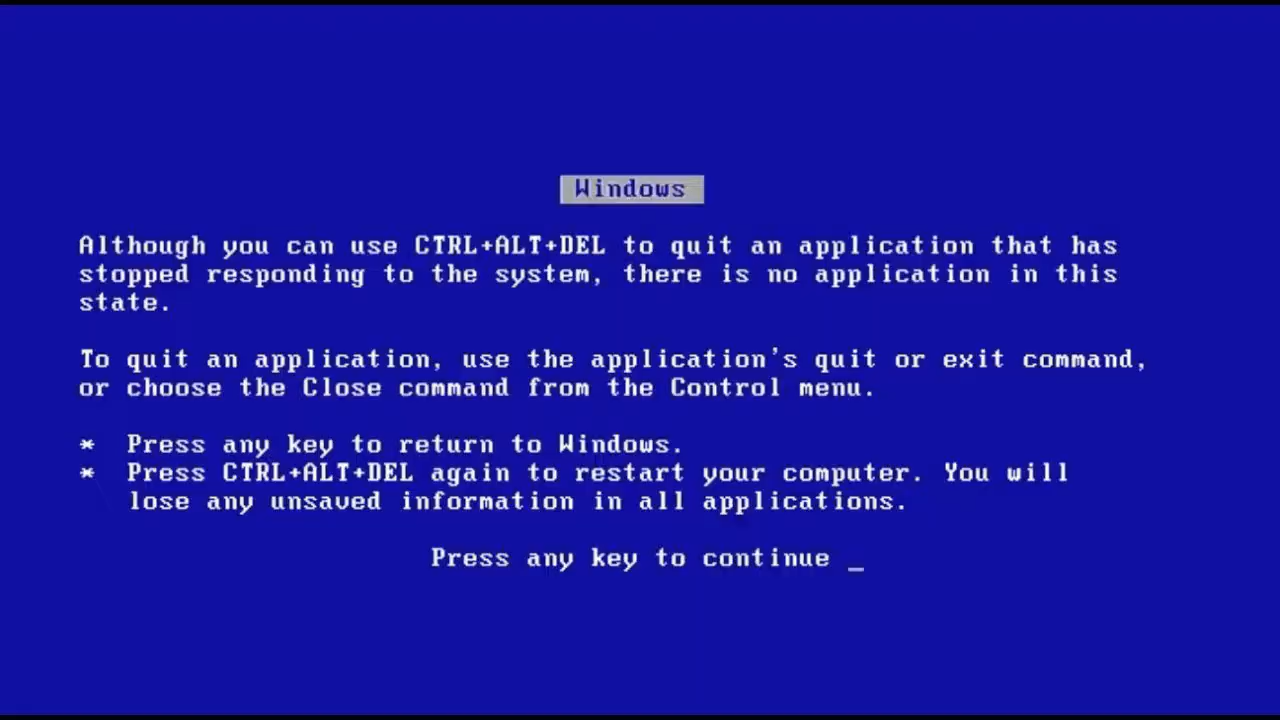 Windows
Although you can use CTRL+ALT+DEL to quit an application that has
stopped responding to the system, there is no application in this
state.
To quit an application, use the application's quit or exit command,
or choose the Close command from the Control menu.
* Press any key to return to Windows.
* Press CTRL+ALT+DEL again to restart your computer. You will
lose any unsaved information in all applications.
Press any key to continue _